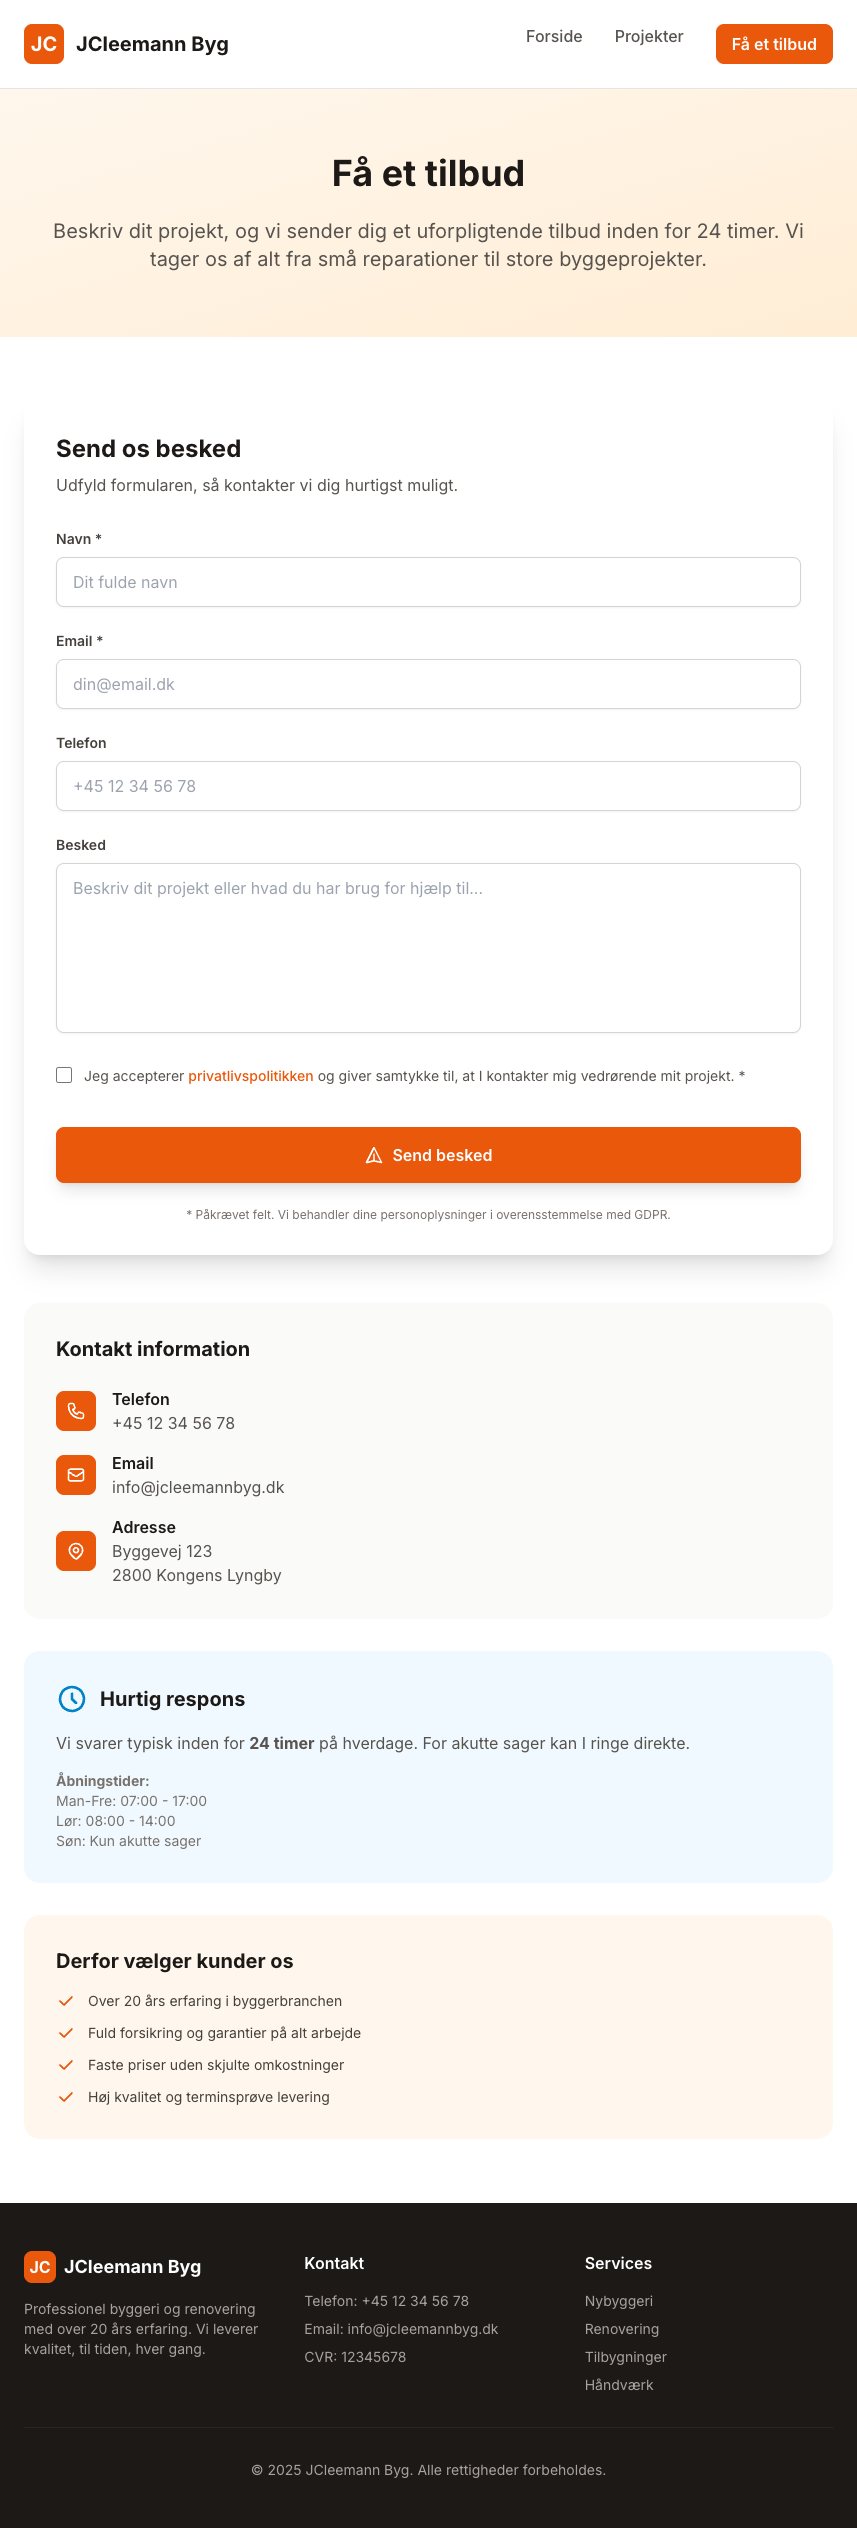 JC
JCleemann Byg
Forside
Projekter
Få et tilbud
Få et tilbud
Beskriv dit projekt, og vi sender dig et uforpligtende tilbud inden for 24 timer. Vi
tager os af alt fra små reparationer til store byggeprojekter.
Send os besked
Udfyld formularen, så kontakter vi dig hurtigst muligt.
Navn *
Dit fulde navn
Email *
din@email.dk
Telefon
+45 12 34 56 78
Besked
Beskriv dit projekt eller hvad du har brug for hjælp til...
Jeg accepterer privatlivspolitikken og giver samtykke til, at I kontakter mig vedrørende mit projekt. *
Send besked
* Påkrævet felt. Vi behandler dine personoplysninger i overensstemmelse med GDPR.
Kontakt information
Telefon
+45 12 34 56 78
Email
info@jcleemannbyg.dk
Adresse
Byggevej 123
2800 Kongens Lyngby
Hurtig respons
Vi svarer typisk inden for 24 timer på hverdage. For akutte sager kan I ringe direkte.
Åbningstider:
Man-Fre: 07:00 - 17:00
Lør: 08:00 - 14:00
Søn: Kun akutte sager
Derfor vælger kunder os
Over 20 års erfaring i byggerbranchen
Fuld forsikring og garantier på alt arbejde
Faste priser uden skjulte omkostninger
Høj kvalitet og terminsprøve levering
JC
JCleemann Byg
Professionel byggeri og renovering
med over 20 års erfaring. Vi leverer
kvalitet, til tiden, hver gang.
Kontakt
Telefon: +45 12 34 56 78
Email: info@jcleemannbyg.dk
CVR: 12345678
Services
Nybyggeri
Renovering
Tilbygninger
Håndværk
© 2025 JCleemann Byg. Alle rettigheder forbeholdes.